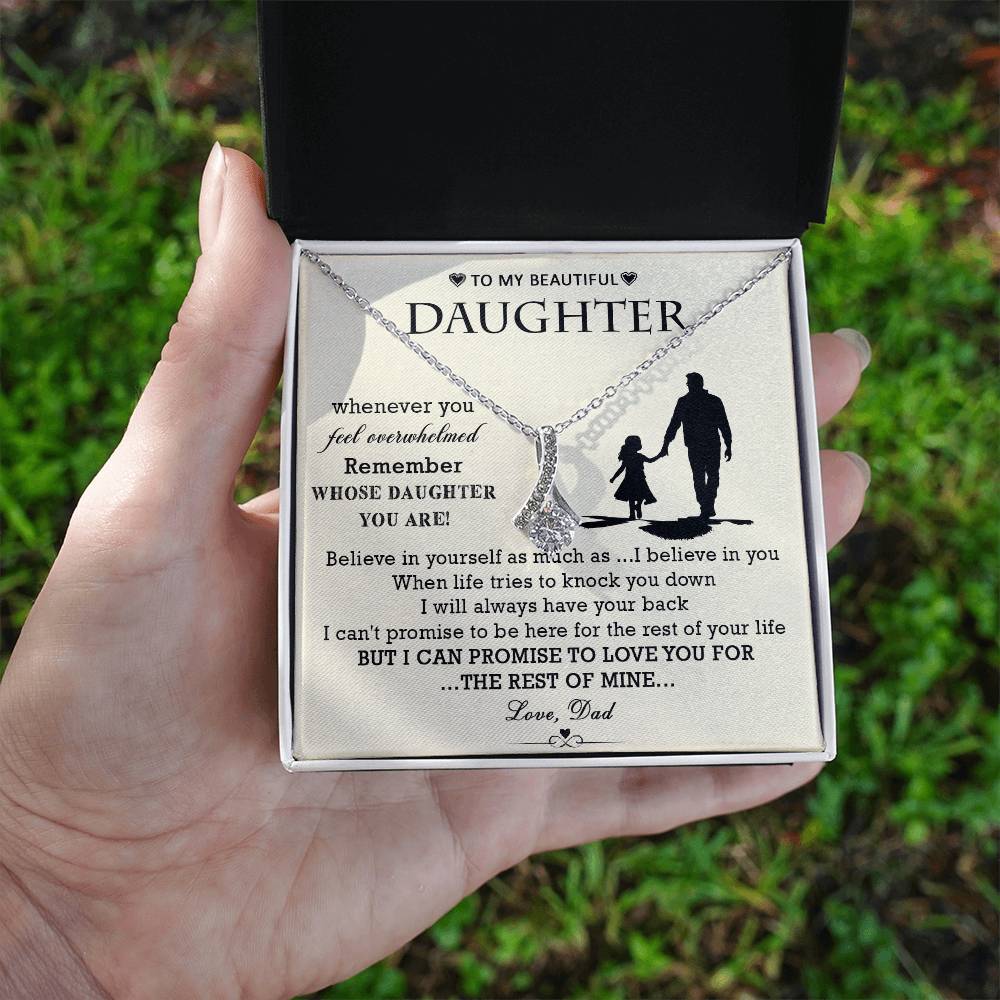 TO MY BEAUTIFUL
DAUGHTER
whenever you
feel overwhelmed
Remember
WHOSE DAUGHTER
YOU ARE!
Believe in yourself as much as ...I believe in you
When life tries to knock you down
I will always have your back
I can't promise to be here for the rest of your life
BUT I CAN PROMISE TO LOVE YOU FOR
...THE REST OF MINE...
Love, Dad